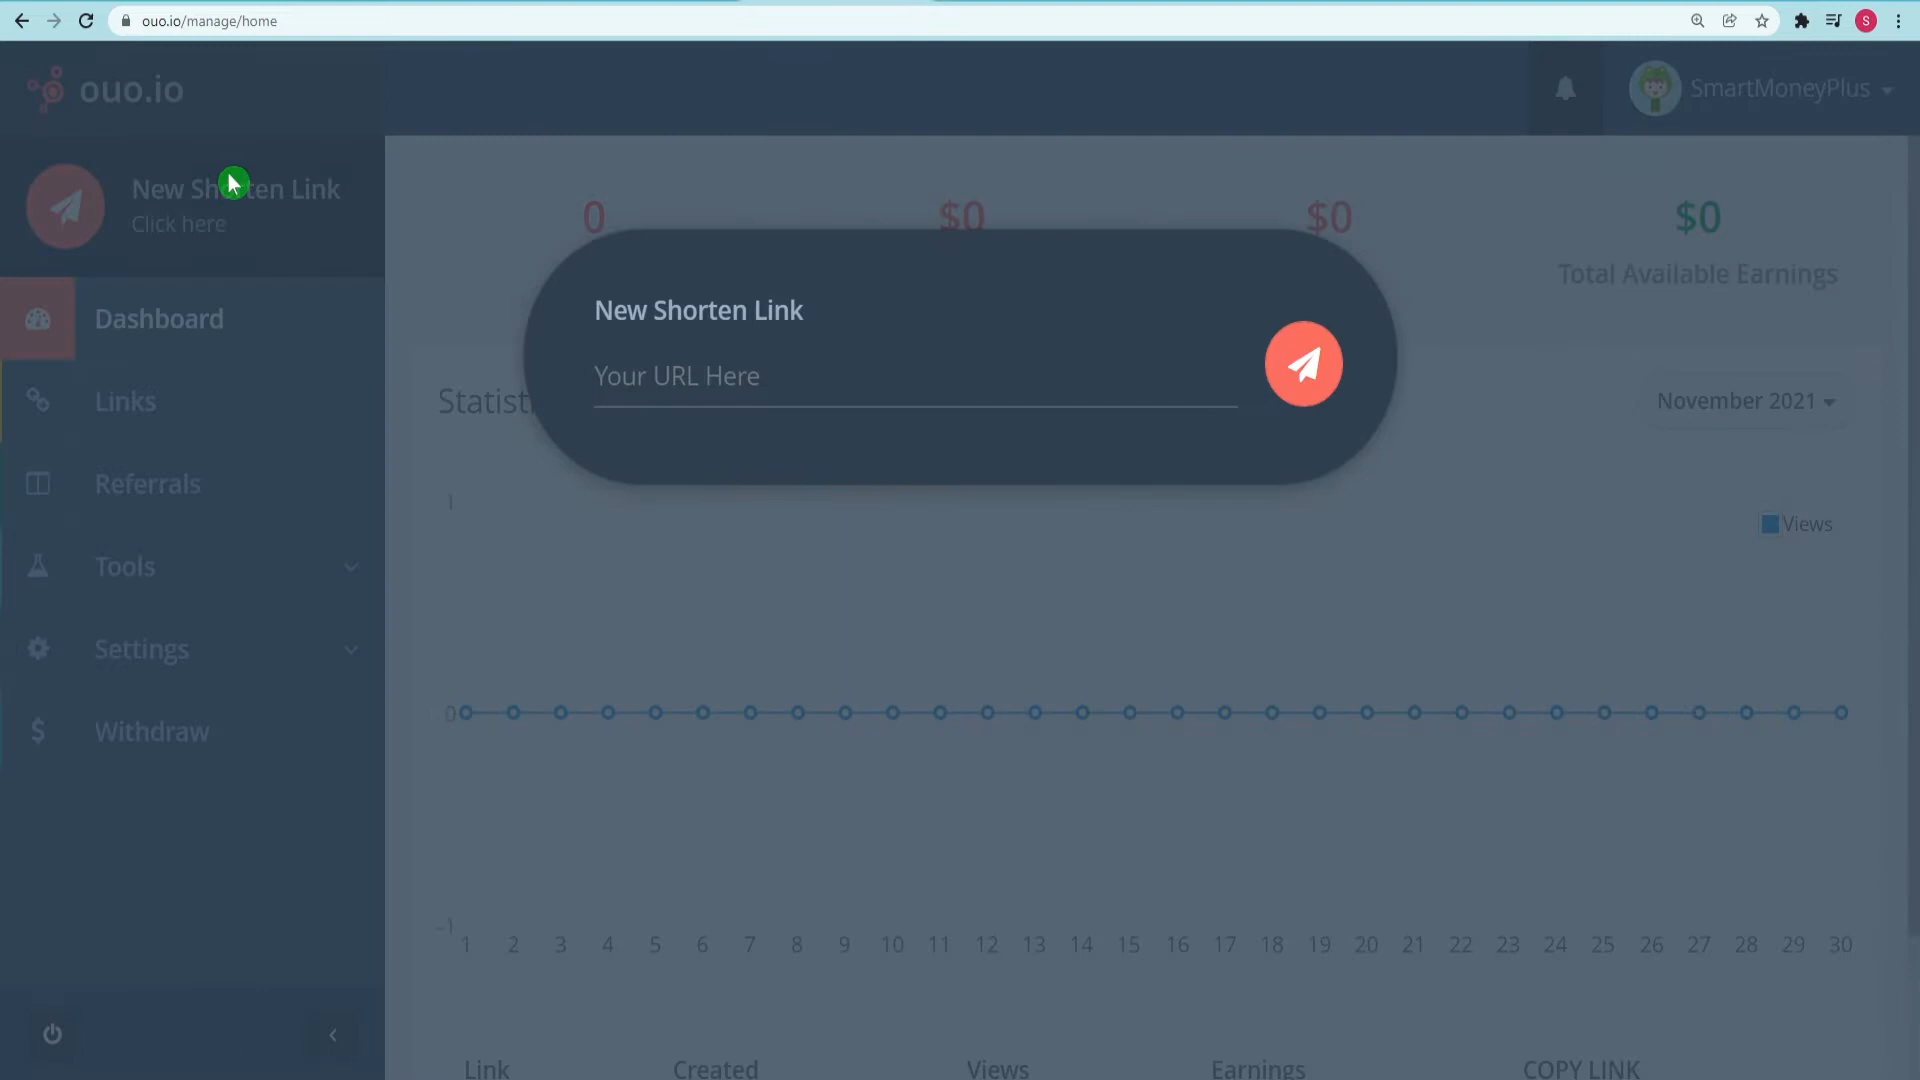 ouo.io/manage/home
S
ouo.io
SmartMoneyPlus
New Shorten Link
Click here
Dashboard
Links
Referrals
Tools
Settings
Withdraw
0
$0
$0
$0
Total Available Earnings
New Shorten Link
Your URL Here
Statist
November 2021
Views
1
0
-1
1 2 3 4 5 6 7 8 9 10 11 12 13 14 15 16 17 18 19 20 21 22 23 24 25 26 27 28 29 30
Link Created Views Earnings COPY LINK